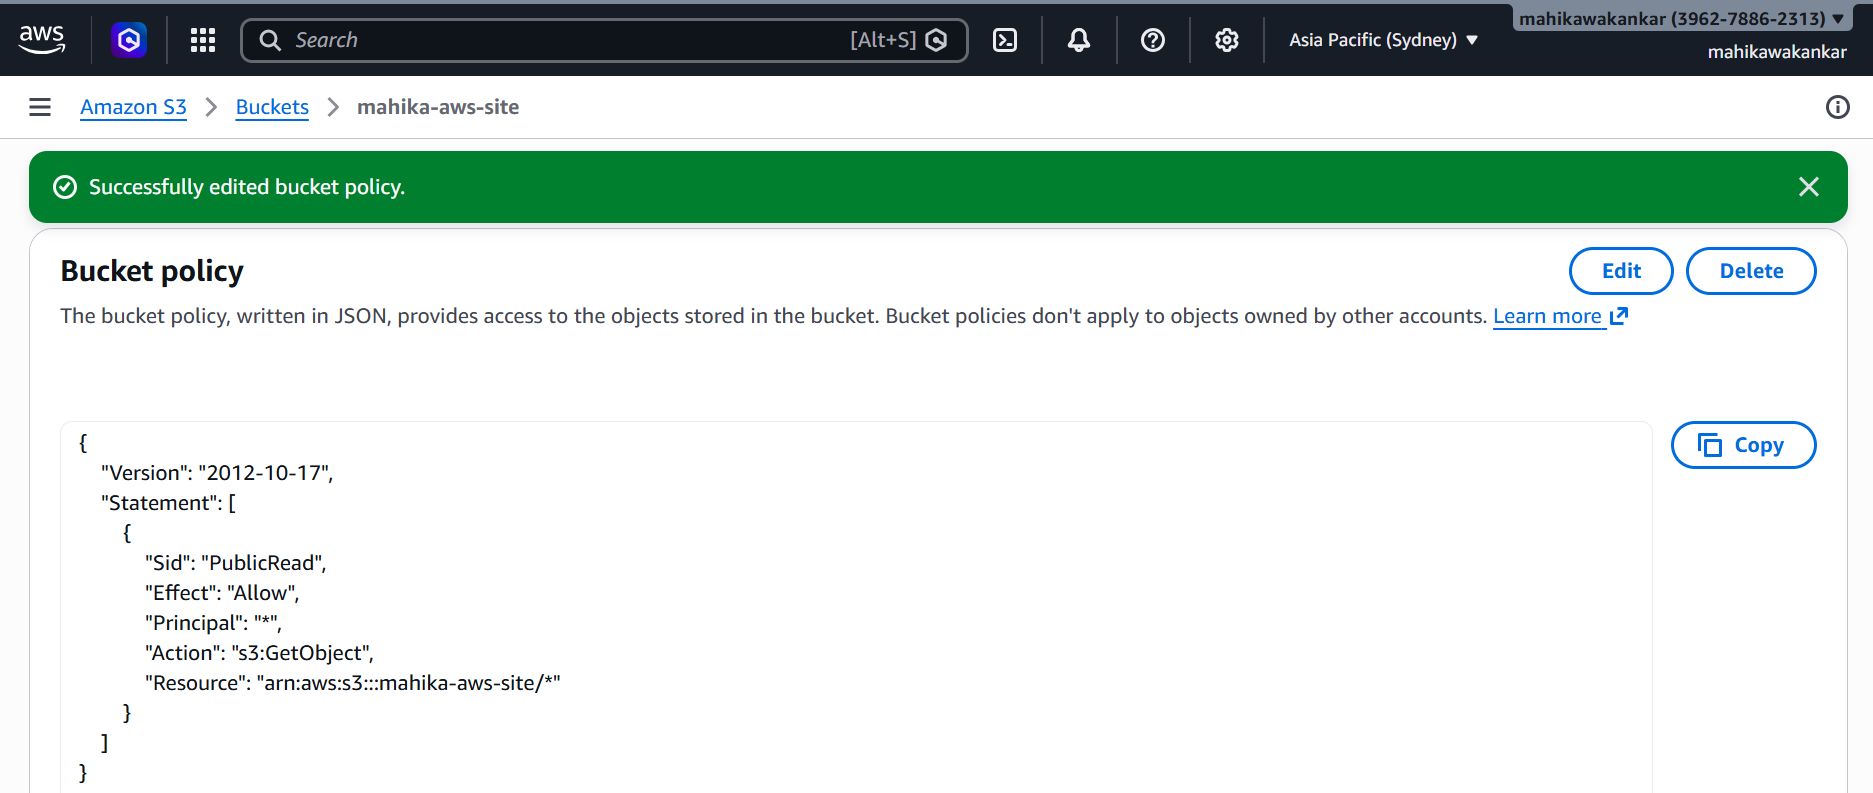 aws
Search [Alt+S]
Asia Pacific (Sydney) ▼
mahikawakankar (3962-7886-2313) ▼
mahikawakankar
Amazon S3 > Buckets > mahika-aws-site
Successfully edited bucket policy.
Bucket policy
Edit
Delete
The bucket policy, written in JSON, provides access to the objects stored in the bucket. Bucket policies don't apply to objects owned by other accounts. Learn more
Copy
{
"Version": "2012-10-17",
"Statement": [
{
"Sid": "PublicRead",
"Effect": "Allow",
"Principal": "*",
"Action": "s3:GetObject",
"Resource": "arn:aws:s3:::mahika-aws-site/*"
}
]
}